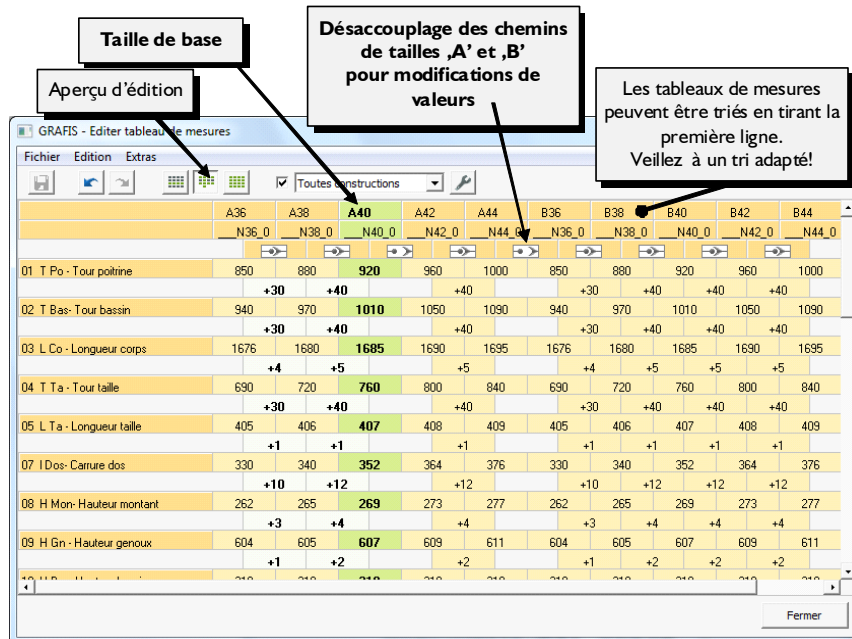 Taille de base
Aperçu d'édition
Désaccouplage des chemins
de tailles ‚A' et ‚B'
pour modifications de
valeurs
Les tableaux de mesures
peuvent être triés en tirant la
première ligne.
Veillez à un tri adapté!
GRAFIS - Editer tableau de mesures
Fichier Edition Extras
Toutes constructions
A36 A38 A40 A42 A44 B36 B38 B40 B42 B44
___N36_0 ___N38_0 ___N40_0 ___N42_0 ___N44_0 ___N36_0 ___N38_0 ___N40_0 ___N42_0 ___N44_0
01 T Po - Tour poitrine 850 880 920 960 1000 850 880 920 960 1000
+30 +40 +40 +30 +40 +40 +40
02 T Bas- Tour bassin 940 970 1010 1050 1090 940 970 1010 1050 1090
+30 +40 +40 +30 +40 +40 +40
03 L Co - Longueur corps 1676 1680 1685 1690 1695 1676 1680 1685 1690 1695
+4 +5 +5 +4 +5 +5 +5
04 T Ta - Tour taille 690 720 760 800 840 690 720 760 800 840
+30 +40 +40 +30 +40 +40 +40
05 L Ta - Longueur taille 405 406 407 408 409 405 406 407 408 409
+1 +1 +1 +1 +1 +1 +1
07 l Dos- Carrure dos 330 340 352 364 376 330 340 352 364 376
+10 +12 +12 +10 +12 +12 +12
08 H Mon- Hauteur montant 262 265 269 273 277 262 265 269 273 277
+3 +4 +4 +3 +4 +4 +4
09 H Gn - Hauteur genoux 604 605 607 609 611 604 605 607 609 611
+1 +2 +2 +1 +2 +2 +2
Fermer